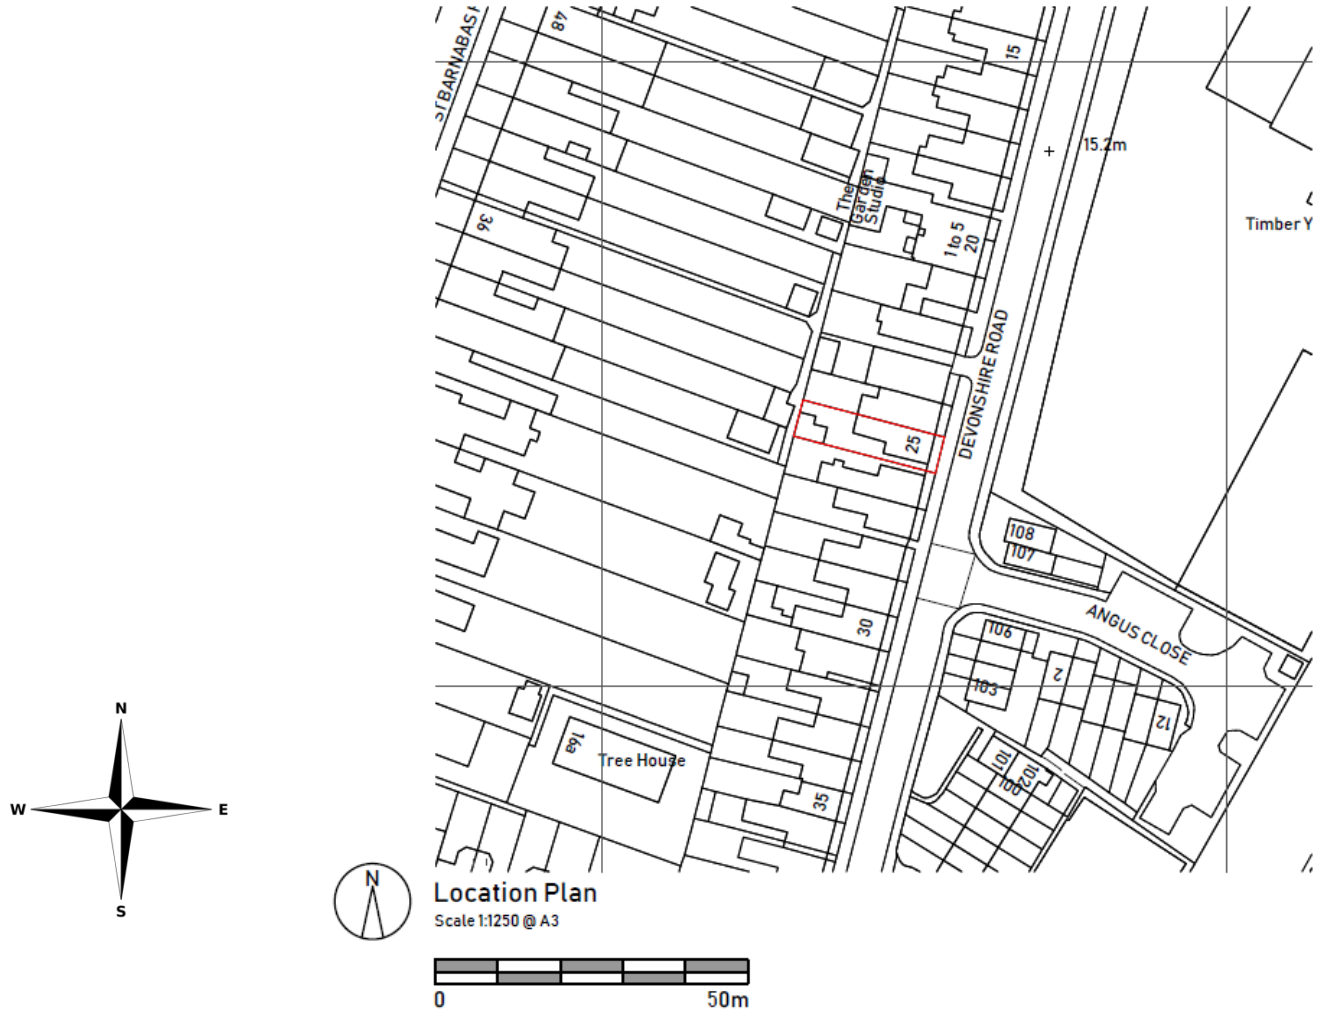 48
15
ST BARNABAS
15.2m
The
Garden
Studio
36
1 to 5
20
Timber Y
DEVONSHIRE ROAD
25
108
107
ANGUS CLOSE
30
106
103
2
12
16a
Tree House
101
102
100
35
N
W
E
S
N
Location Plan
Scale 1:1250 @ A3
0
50m